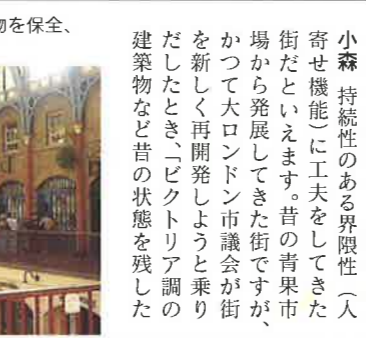 物を保全、
小森　持続性のある界隈性（人
寄せ機能）に工夫をしてきた
街だといえます。昔の青果市
場から発展してきた街ですが、
かつて大ロンドン市議会が街
を新しく再開発しようと乗り
だしたとき、「ビクトリア調の
建築物など昔の状態を残した